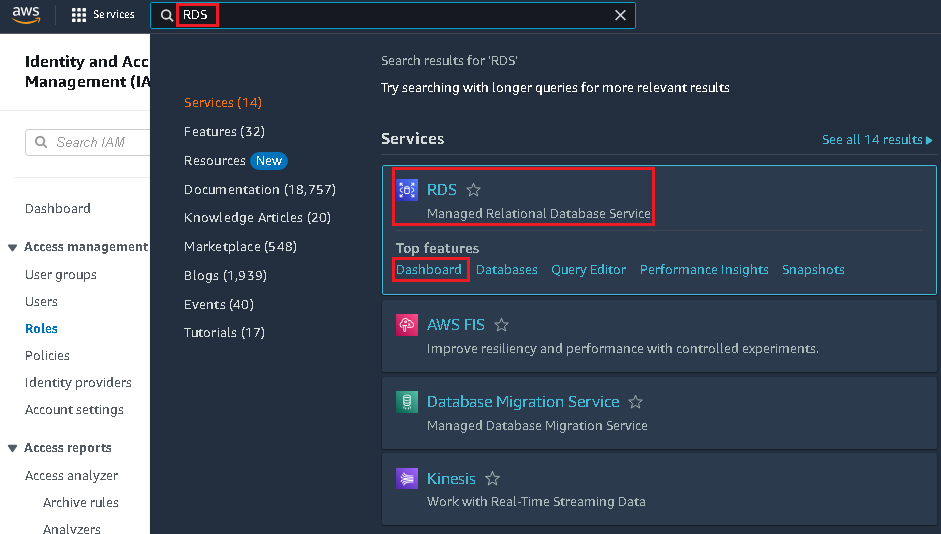 aws
Services
RDS
Identity and Acc
Management (IA
Search IAM
Dashboard
Access management
User groups
Users
Roles
Policies
Identity providers
Account settings
Access reports
Access analyzer
Archive rules
Analyzers
Services (14)
Features (32)
Resources New
Documentation (18,757)
Knowledge Articles (20)
Marketplace (548)
Blogs (1,939)
Events (40)
Tutorials (17)
Search results for 'RDS'
Try searching with longer queries for more relevant results
Services
See all 14 results
RDS
Managed Relational Database Service
Top features
Dashboard Databases Query Editor Performance Insights Snapshots
AWS FIS
Improve resiliency and performance with controlled experiments.
Database Migration Service
Managed Database Migration Service
Kinesis
Work with Real-Time Streaming Data